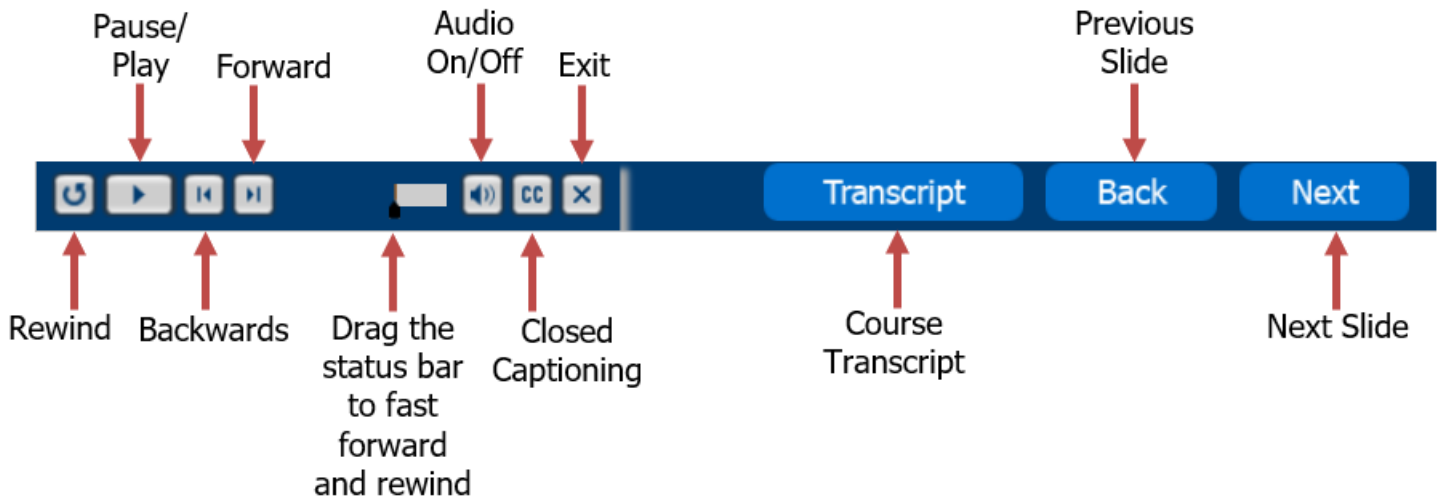 Pause/
Play
Forward
Audio
On/Off
Exit
Previous
Slide
CC
Transcript
Back
Next
Rewind
Backwards
Drag the
status bar
to fast
forward
and rewind
Closed
Captioning
Course
Transcript
Next Slide